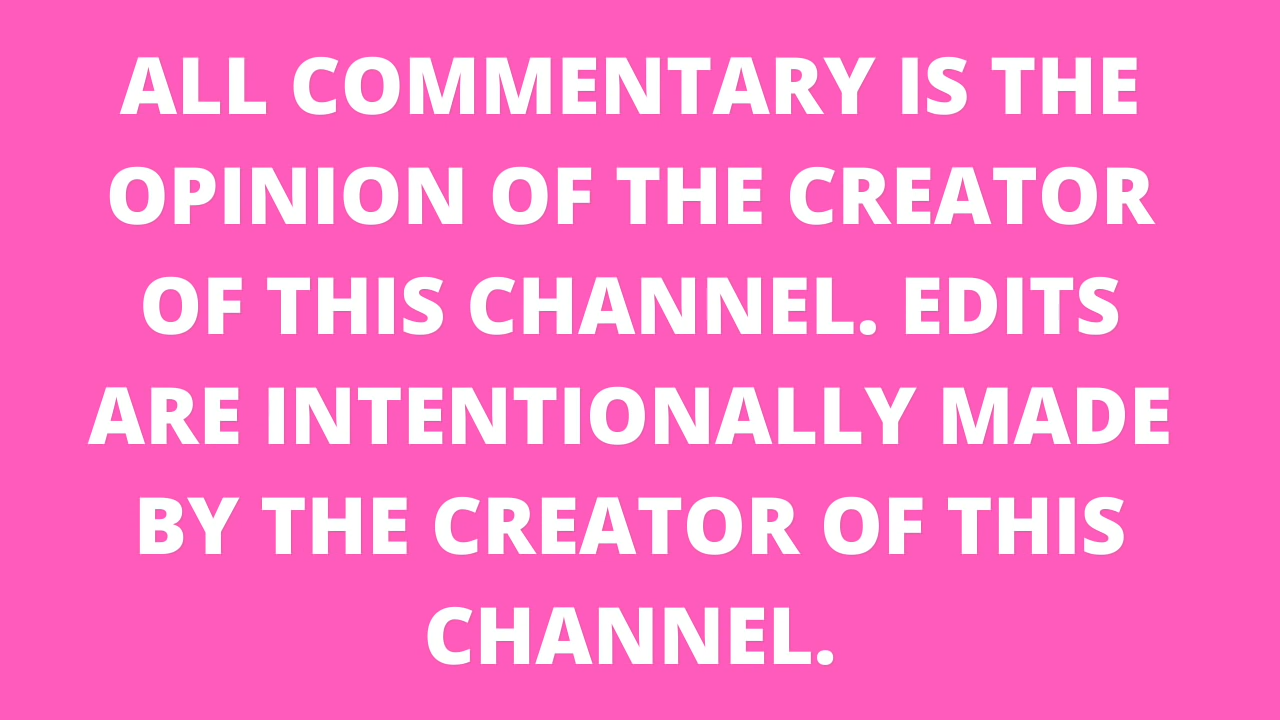 ALL COMMENTARY IS THE
OPINION OF THE CREATOR
OF THIS CHANNEL. EDITS
ARE INTENTIONALLY MADE
BY THE CREATOR OF THIS
CHANNEL.